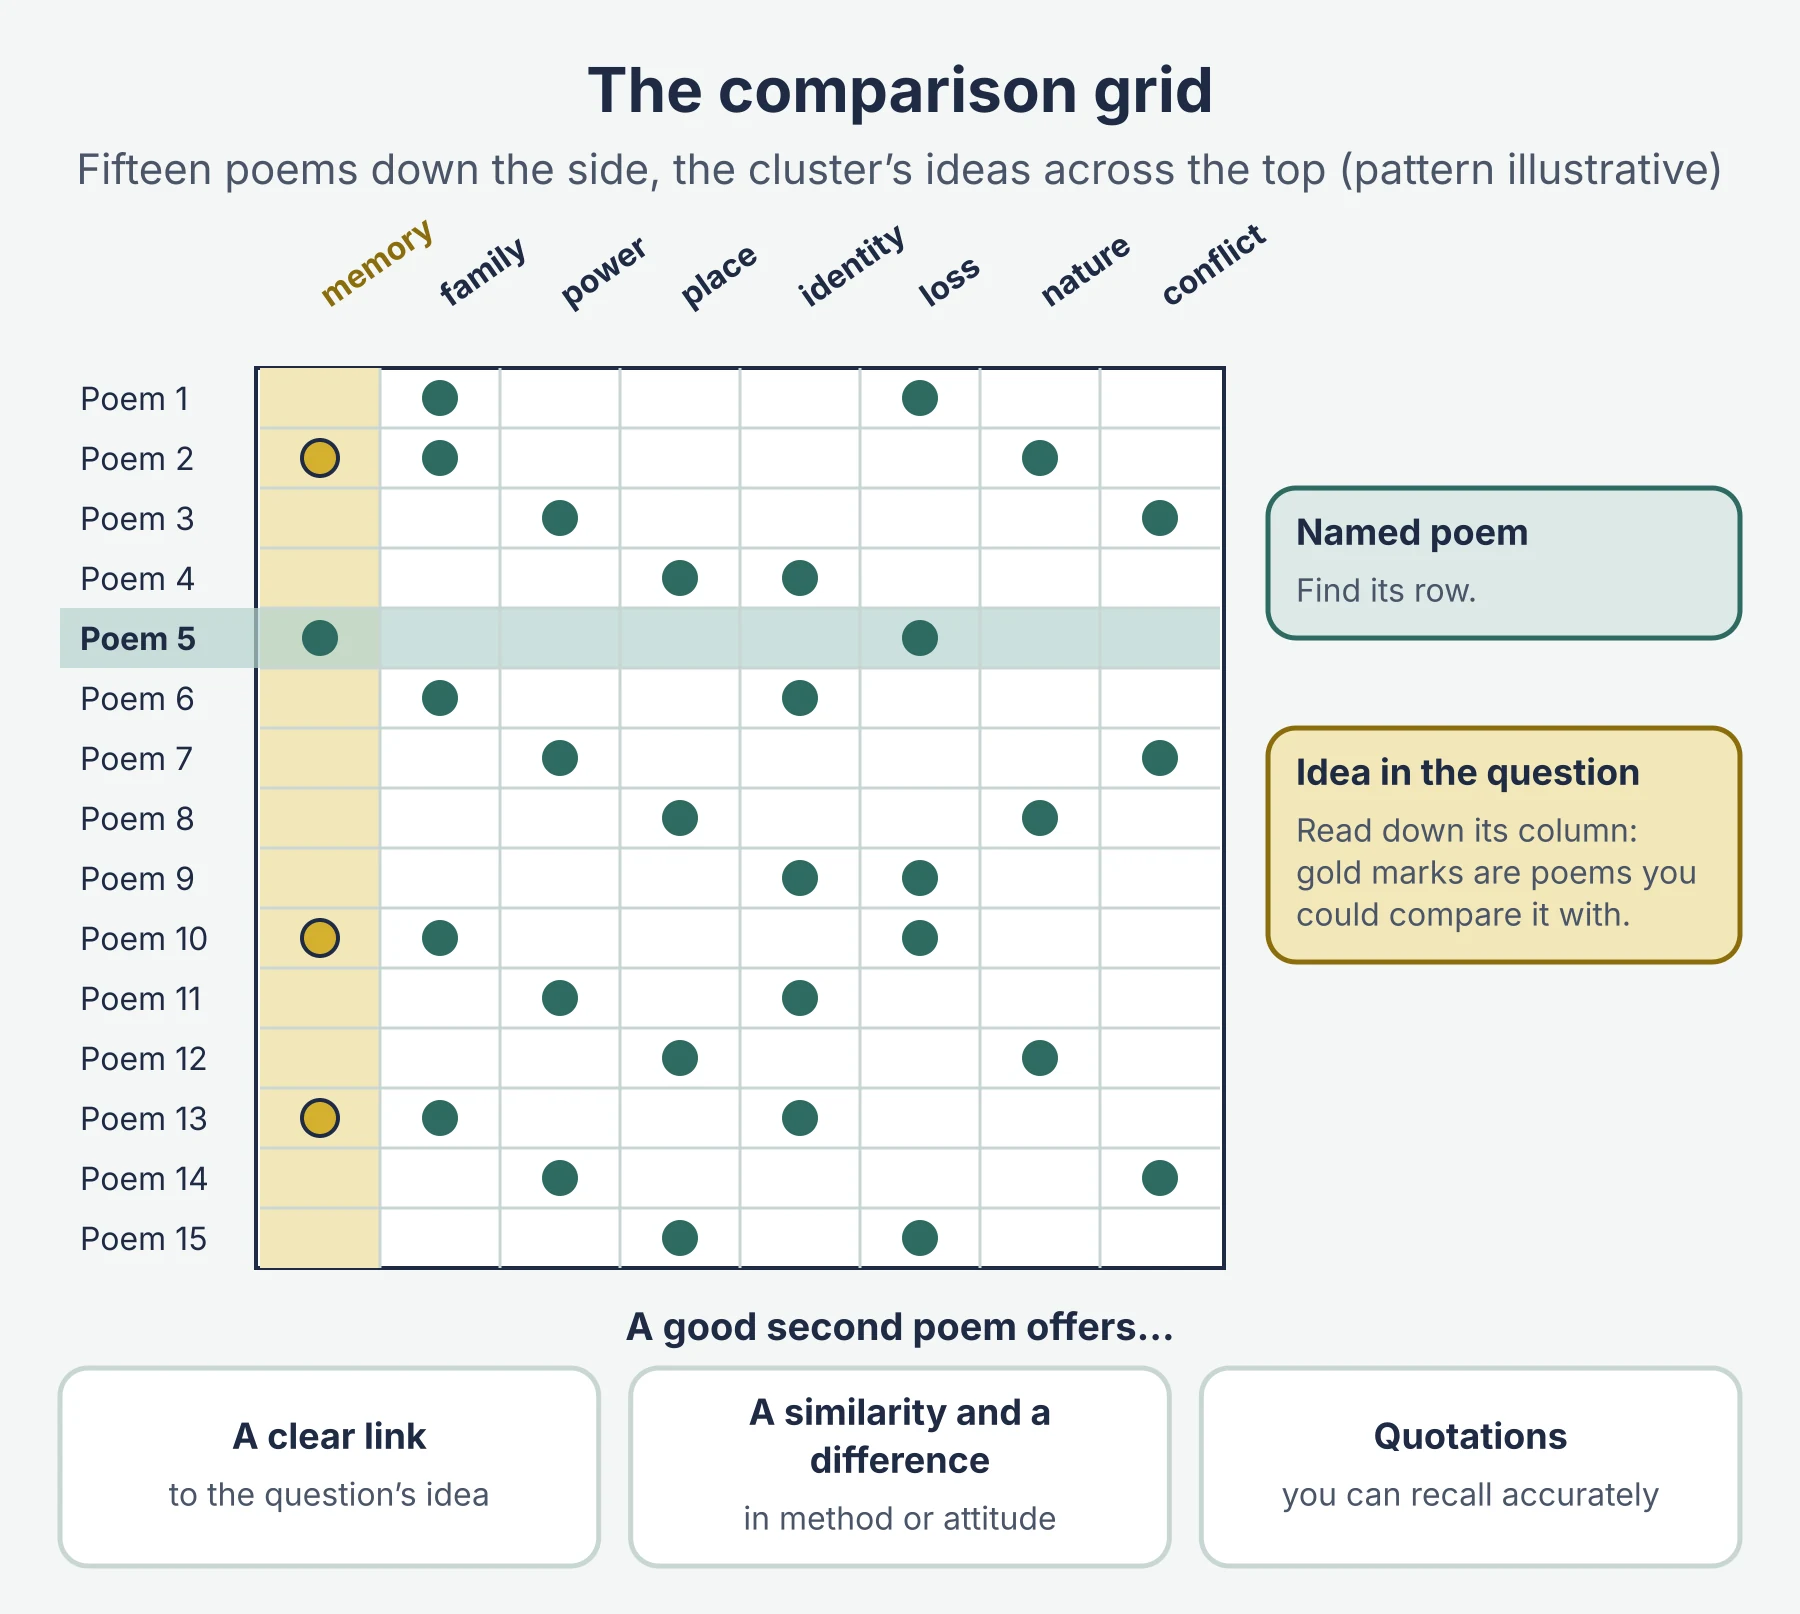 The comparison grid
Fifteen poems down the side, the cluster’s ideas across the top (pattern illustrative)
memory
family
power
place
identity
loss
nature
conflict
Poem 1
Poem 2
Poem 3
Poem 4
Poem 5
Poem 6
Poem 7
Poem 8
Poem 9
Poem 10
Poem 11
Poem 12
Poem 13
Poem 14
Poem 15
Named poem
Find its row.
Idea in the question
Read down its column:
gold marks are poems you
could compare it with.
A good second poem offers…
A clear link
to the question’s idea
A similarity and a
difference
in method or attitude
Quotations
you can recall accurately